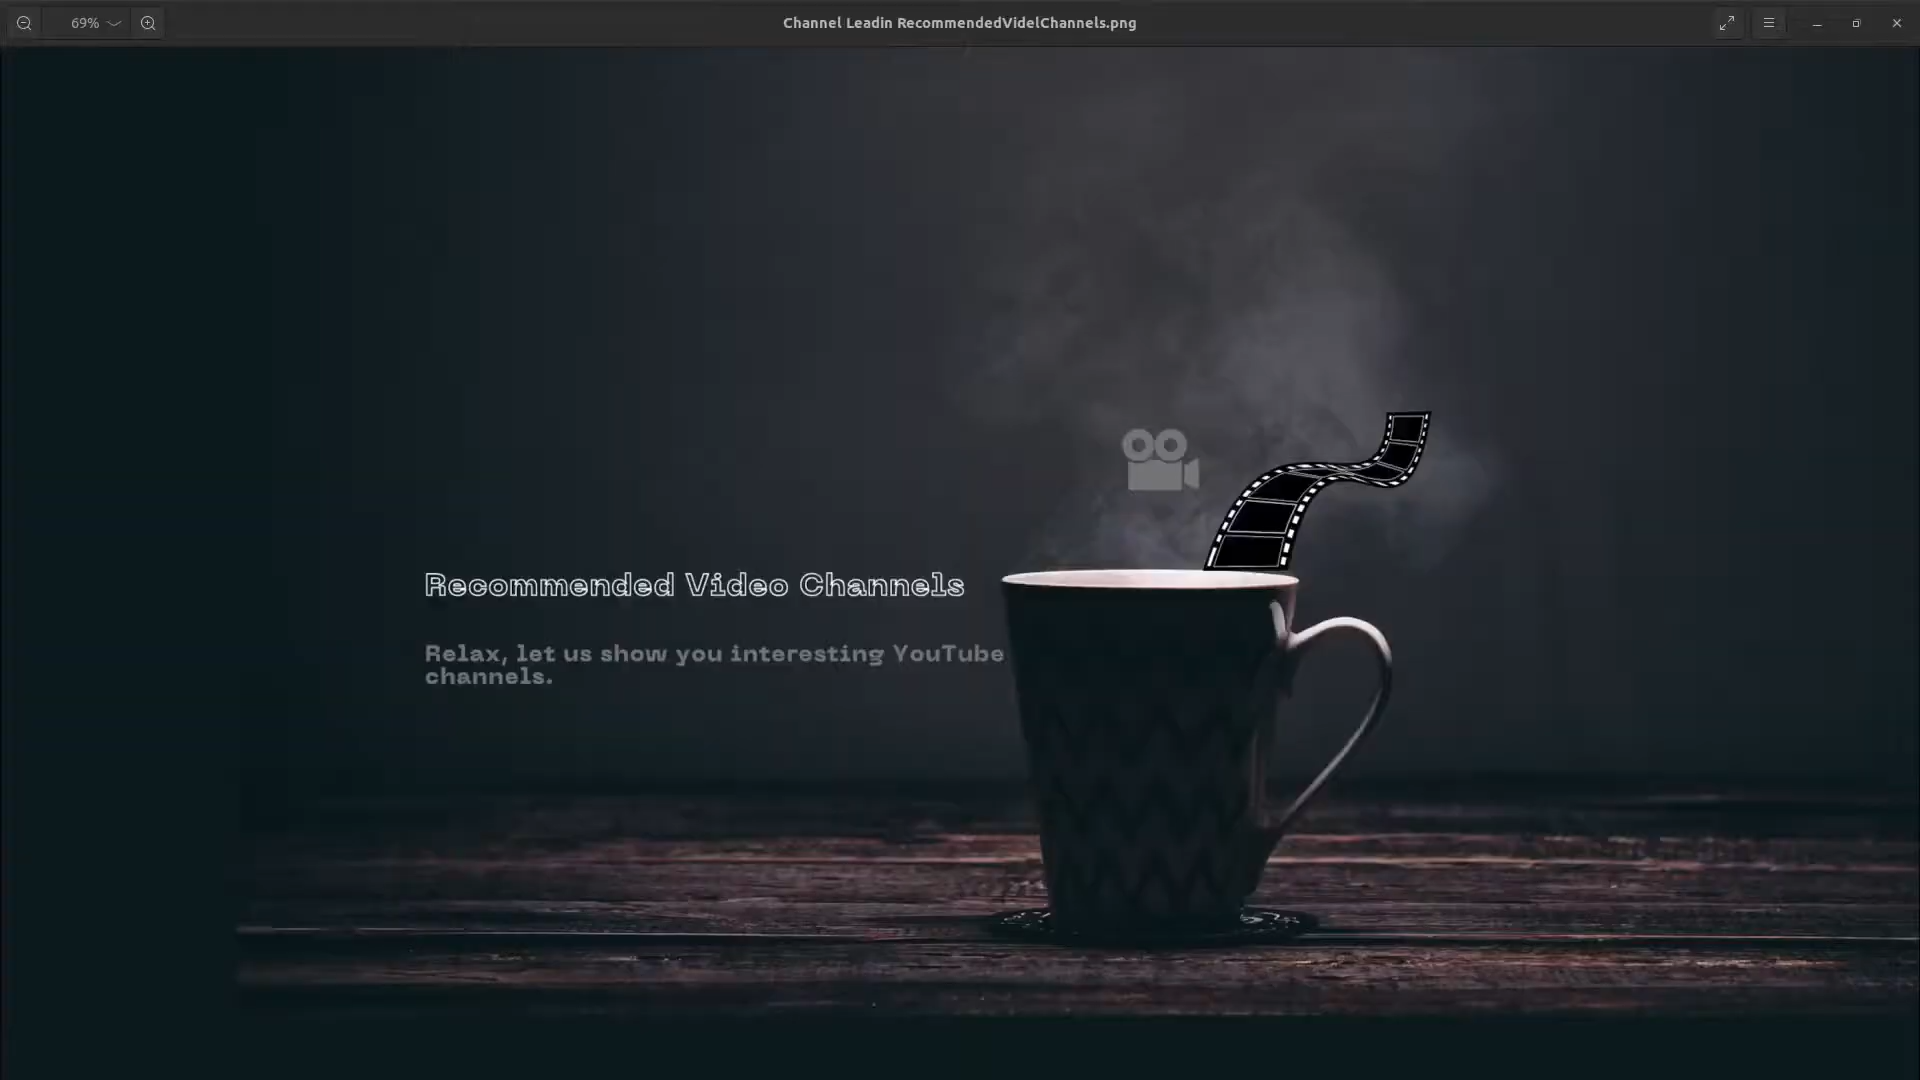 69%
Channel Leadin RecommendedVidelChannels.png
Recommended Video Channels
Relax, let us show you interesting YouTube
channels.